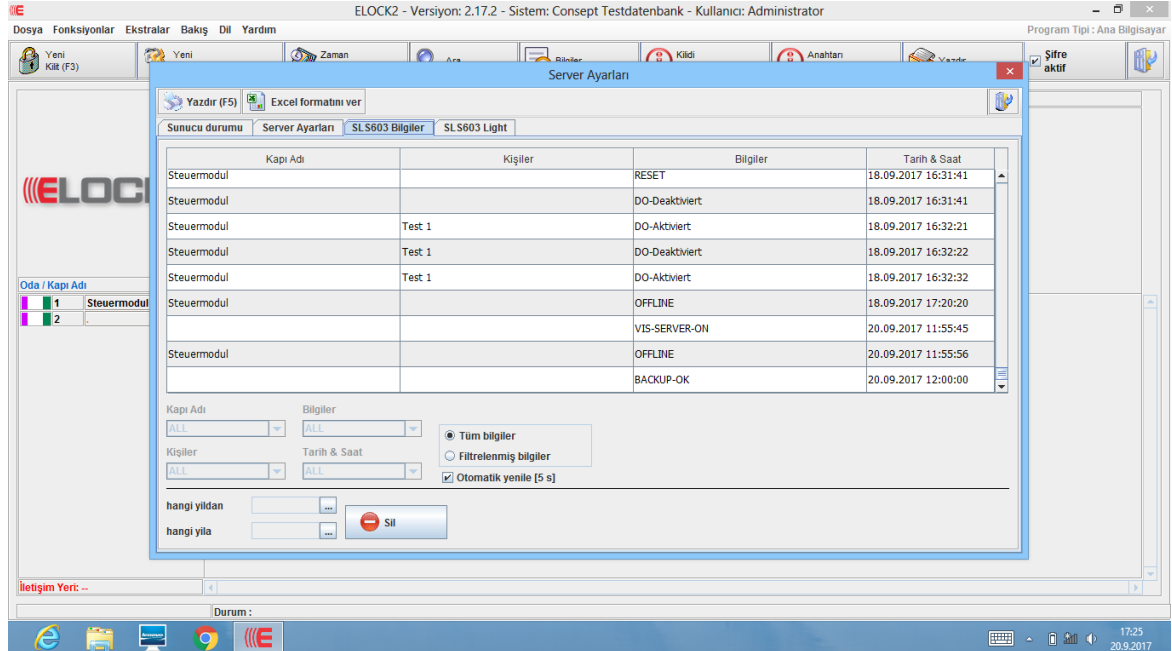 ELOCK2 - Versiyon: 2.17.2 - Sistem: Consept Testdatenbank - Kullanıcı: Administrator
Dosya Fonksiyonlar Ekstralar Bakış Dil Yardım Program Tipi : Ana Bilgisayar
Yeni Kilit (F3) Yeni Zaman Ara Bilgiler Kilidi Anahtarı Yazdır Şifre aktif
Server Ayarları
Yazdır (F5) Excel formatını ver
Sunucu durumu Server Ayarları SLS603 Bilgiler SLS603 Light
Kapı Adı Kişiler Bilgiler Tarih & Saat
Steuermodul RESET 18.09.2017 16:31:41
Steuermodul DO-Deaktiviert 18.09.2017 16:31:41
Steuermodul Test 1 DO-Aktiviert 18.09.2017 16:32:21
Steuermodul Test 1 DO-Deaktiviert 18.09.2017 16:32:22
Steuermodul Test 1 DO-Aktiviert 18.09.2017 16:32:32
Steuermodul OFFLINE 18.09.2017 17:20:20
VIS-SERVER-ON 20.09.2017 11:55:45
Steuermodul OFFLINE 20.09.2017 11:55:56
BACKUP-OK 20.09.2017 12:00:00
ELOC
Oda / Kapı Adı
1 Steuermodul
2 .
Kapı Adı Bilgiler
ALL ALL
Tüm bilgiler
Kişiler Tarih & Saat
Filtrelenmiş bilgiler
ALL ALL
Otomatik yenile [5 s]
hangi yildan ...
Sil
hangi yila ...
İletişim Yeri: --
Durum :
Lenovo
17:25
20.9.2017